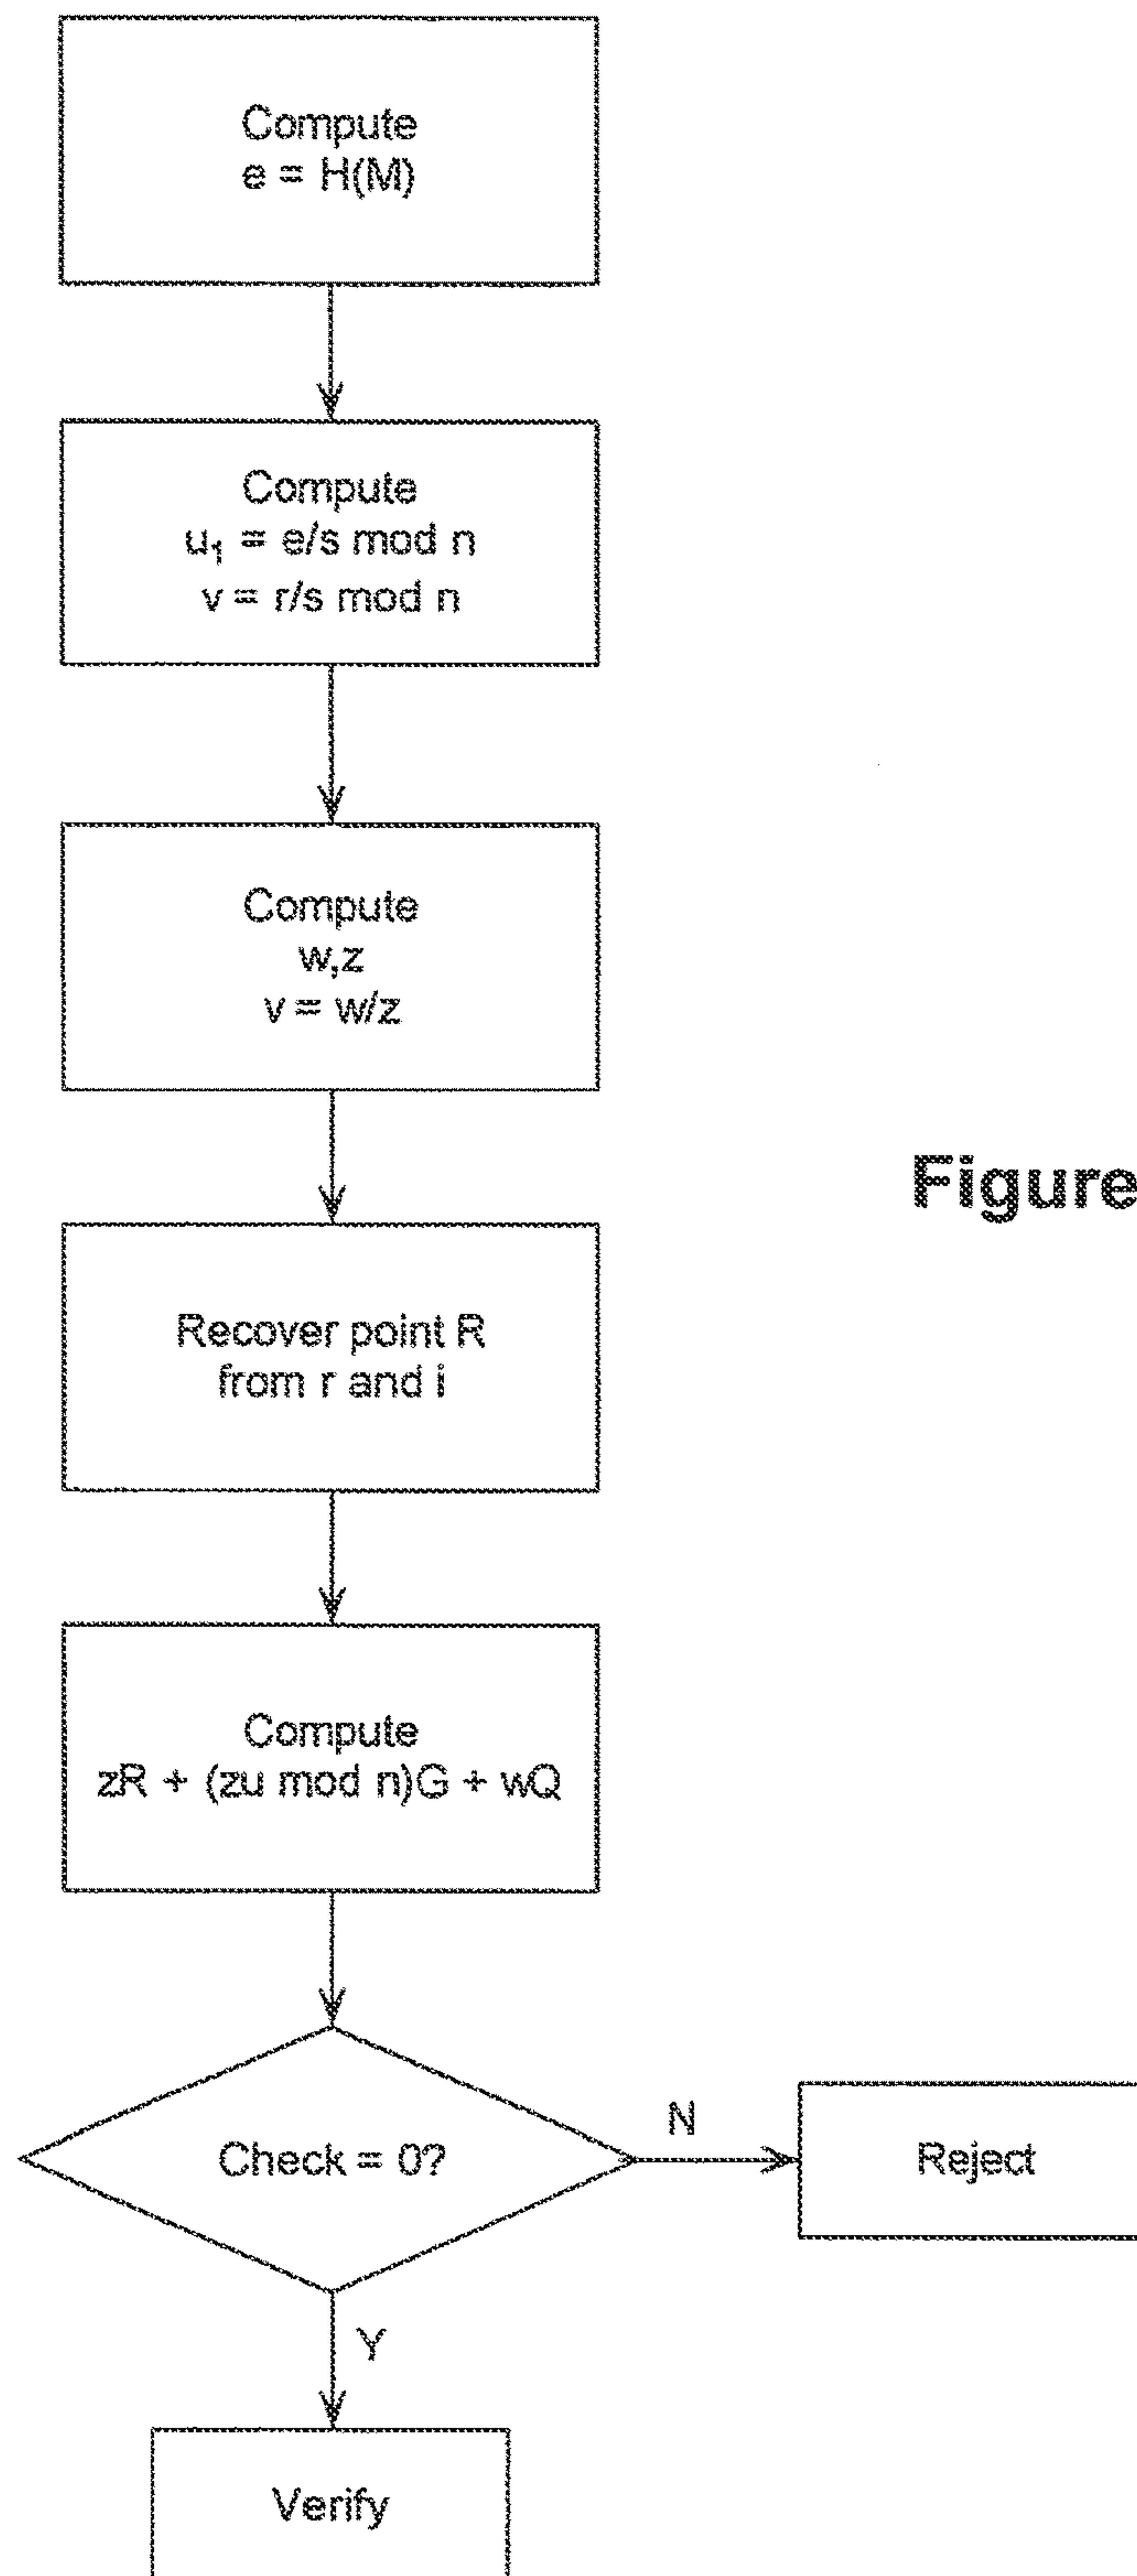 Compute
e = H(M)
Compute
u₁ = e/s mod n
v = r/s mod n
Compute
w,z
v = w/z
Figure
Recover point R
from r and i
Compute
zR + (zu mod n)G + wQ
Check = 0?
N
Reject
Y
Verify